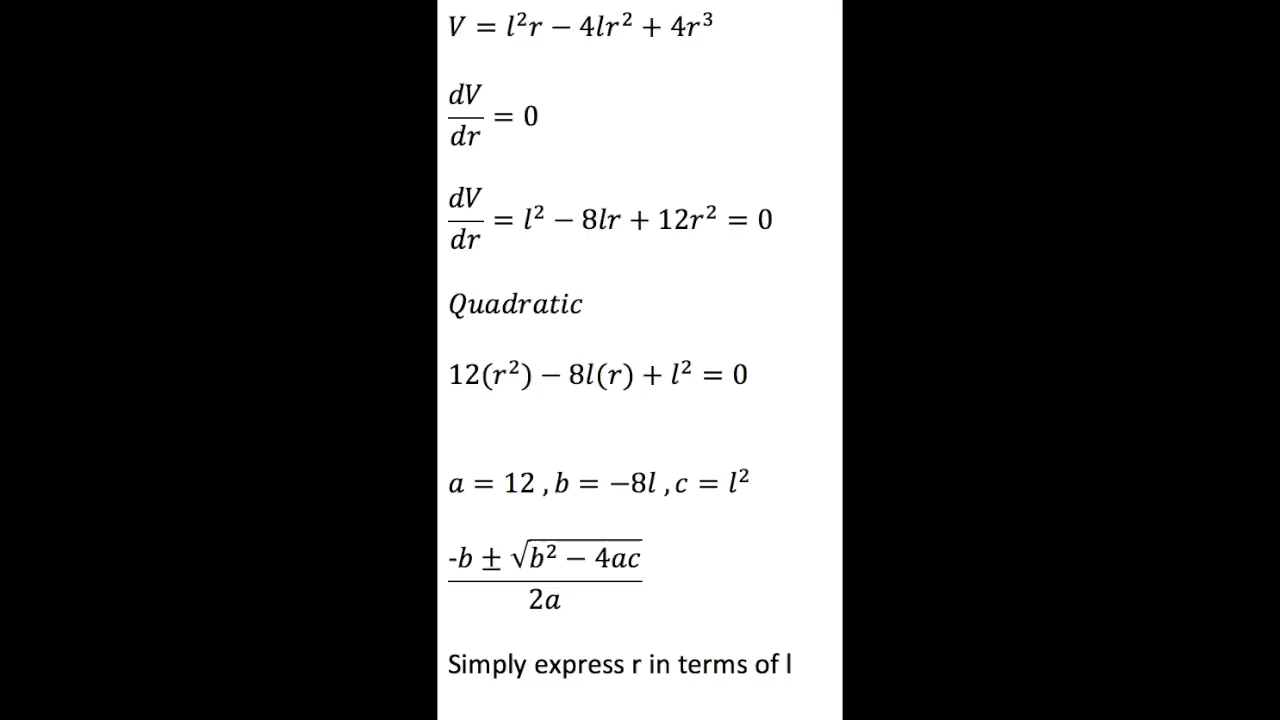 V = l²r − 4lr² + 4r³
dV/dr = 0
dV/dr = l² − 8lr + 12r² = 0
Quadratic
12(r²) − 8l(r) + l² = 0
a = 12 , b = −8l , c = l²
(-b ± √(b² − 4ac))/2a
Simply express r in terms of l